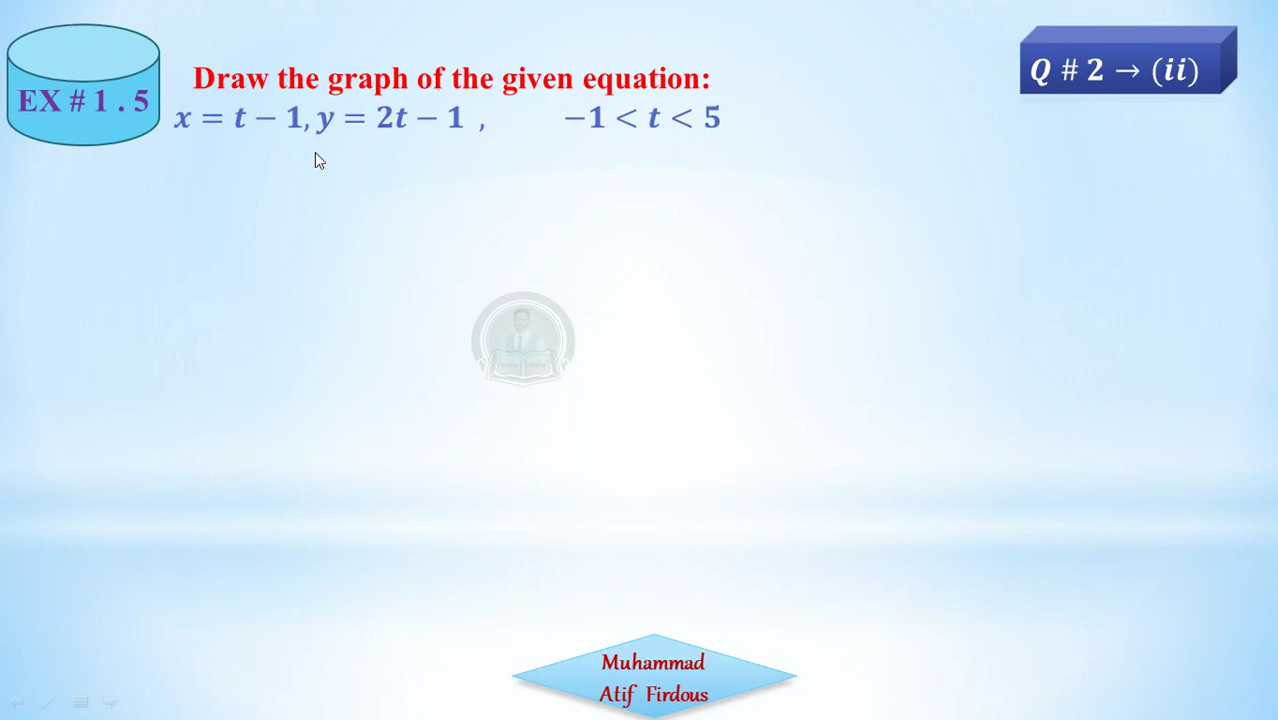 EX # 1 . 5
Draw the graph of the given equation:
x = t − 1, y = 2t − 1 , −1 < t < 5
Q # 2 → (ii)
Muhammad
Atif Firdous